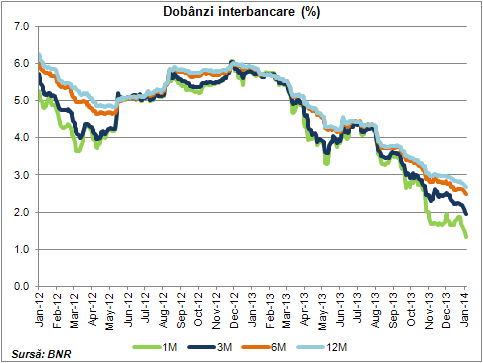 Dobânzi interbancare (%)
7.0
6.0
5.0
4.0
3.0
2.0
1.0
0.0
Jan-12
Feb-12
Mar-12
Apr-12
May-12
Jun-12
Jul-12
Aug-12
Sep-12
Oct-12
Nov-12
Dec-12
Jan-13
Feb-13
Mar-13
Apr-13
May-13
Jun-13
Jul-13
Aug-13
Sep-13
Oct-13
Nov-13
Dec-13
Jan-14
1M 3M 6M 12M
Sursă: BNR